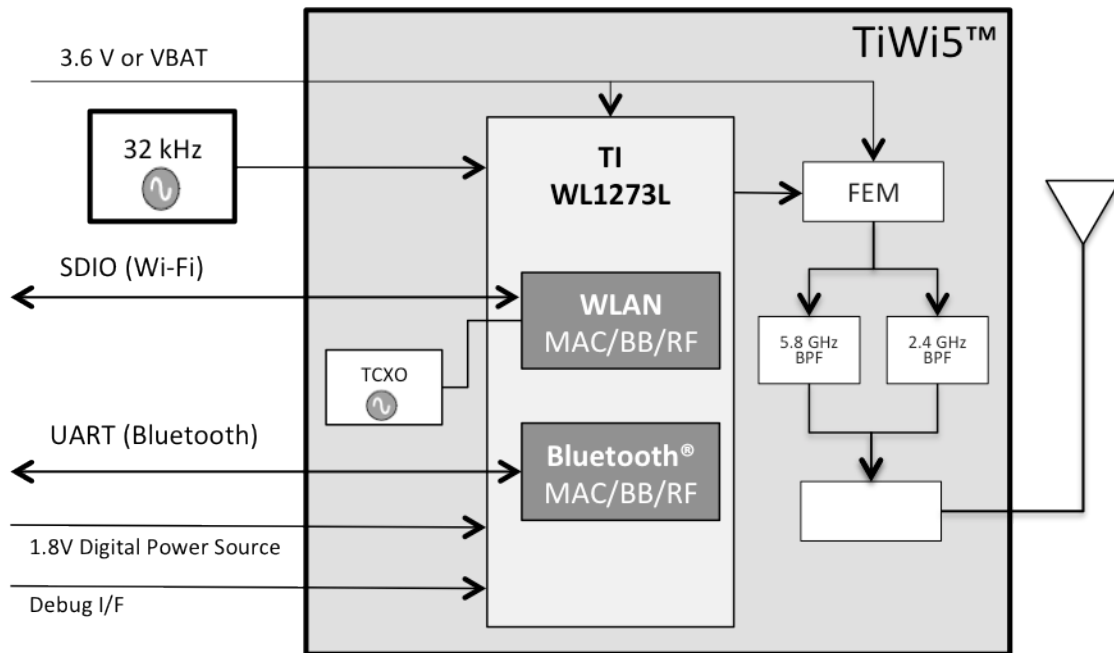 TiWi5™
3.6 V or VBAT
32 kHz
TI
WL1273L
FEM
SDIO (Wi-Fi)
WLAN
MAC/BB/RF
5.8 GHz
BPF
2.4 GHz
BPF
TCXO
UART (Bluetooth)
Bluetooth®
MAC/BB/RF
1.8V Digital Power Source
Debug I/F